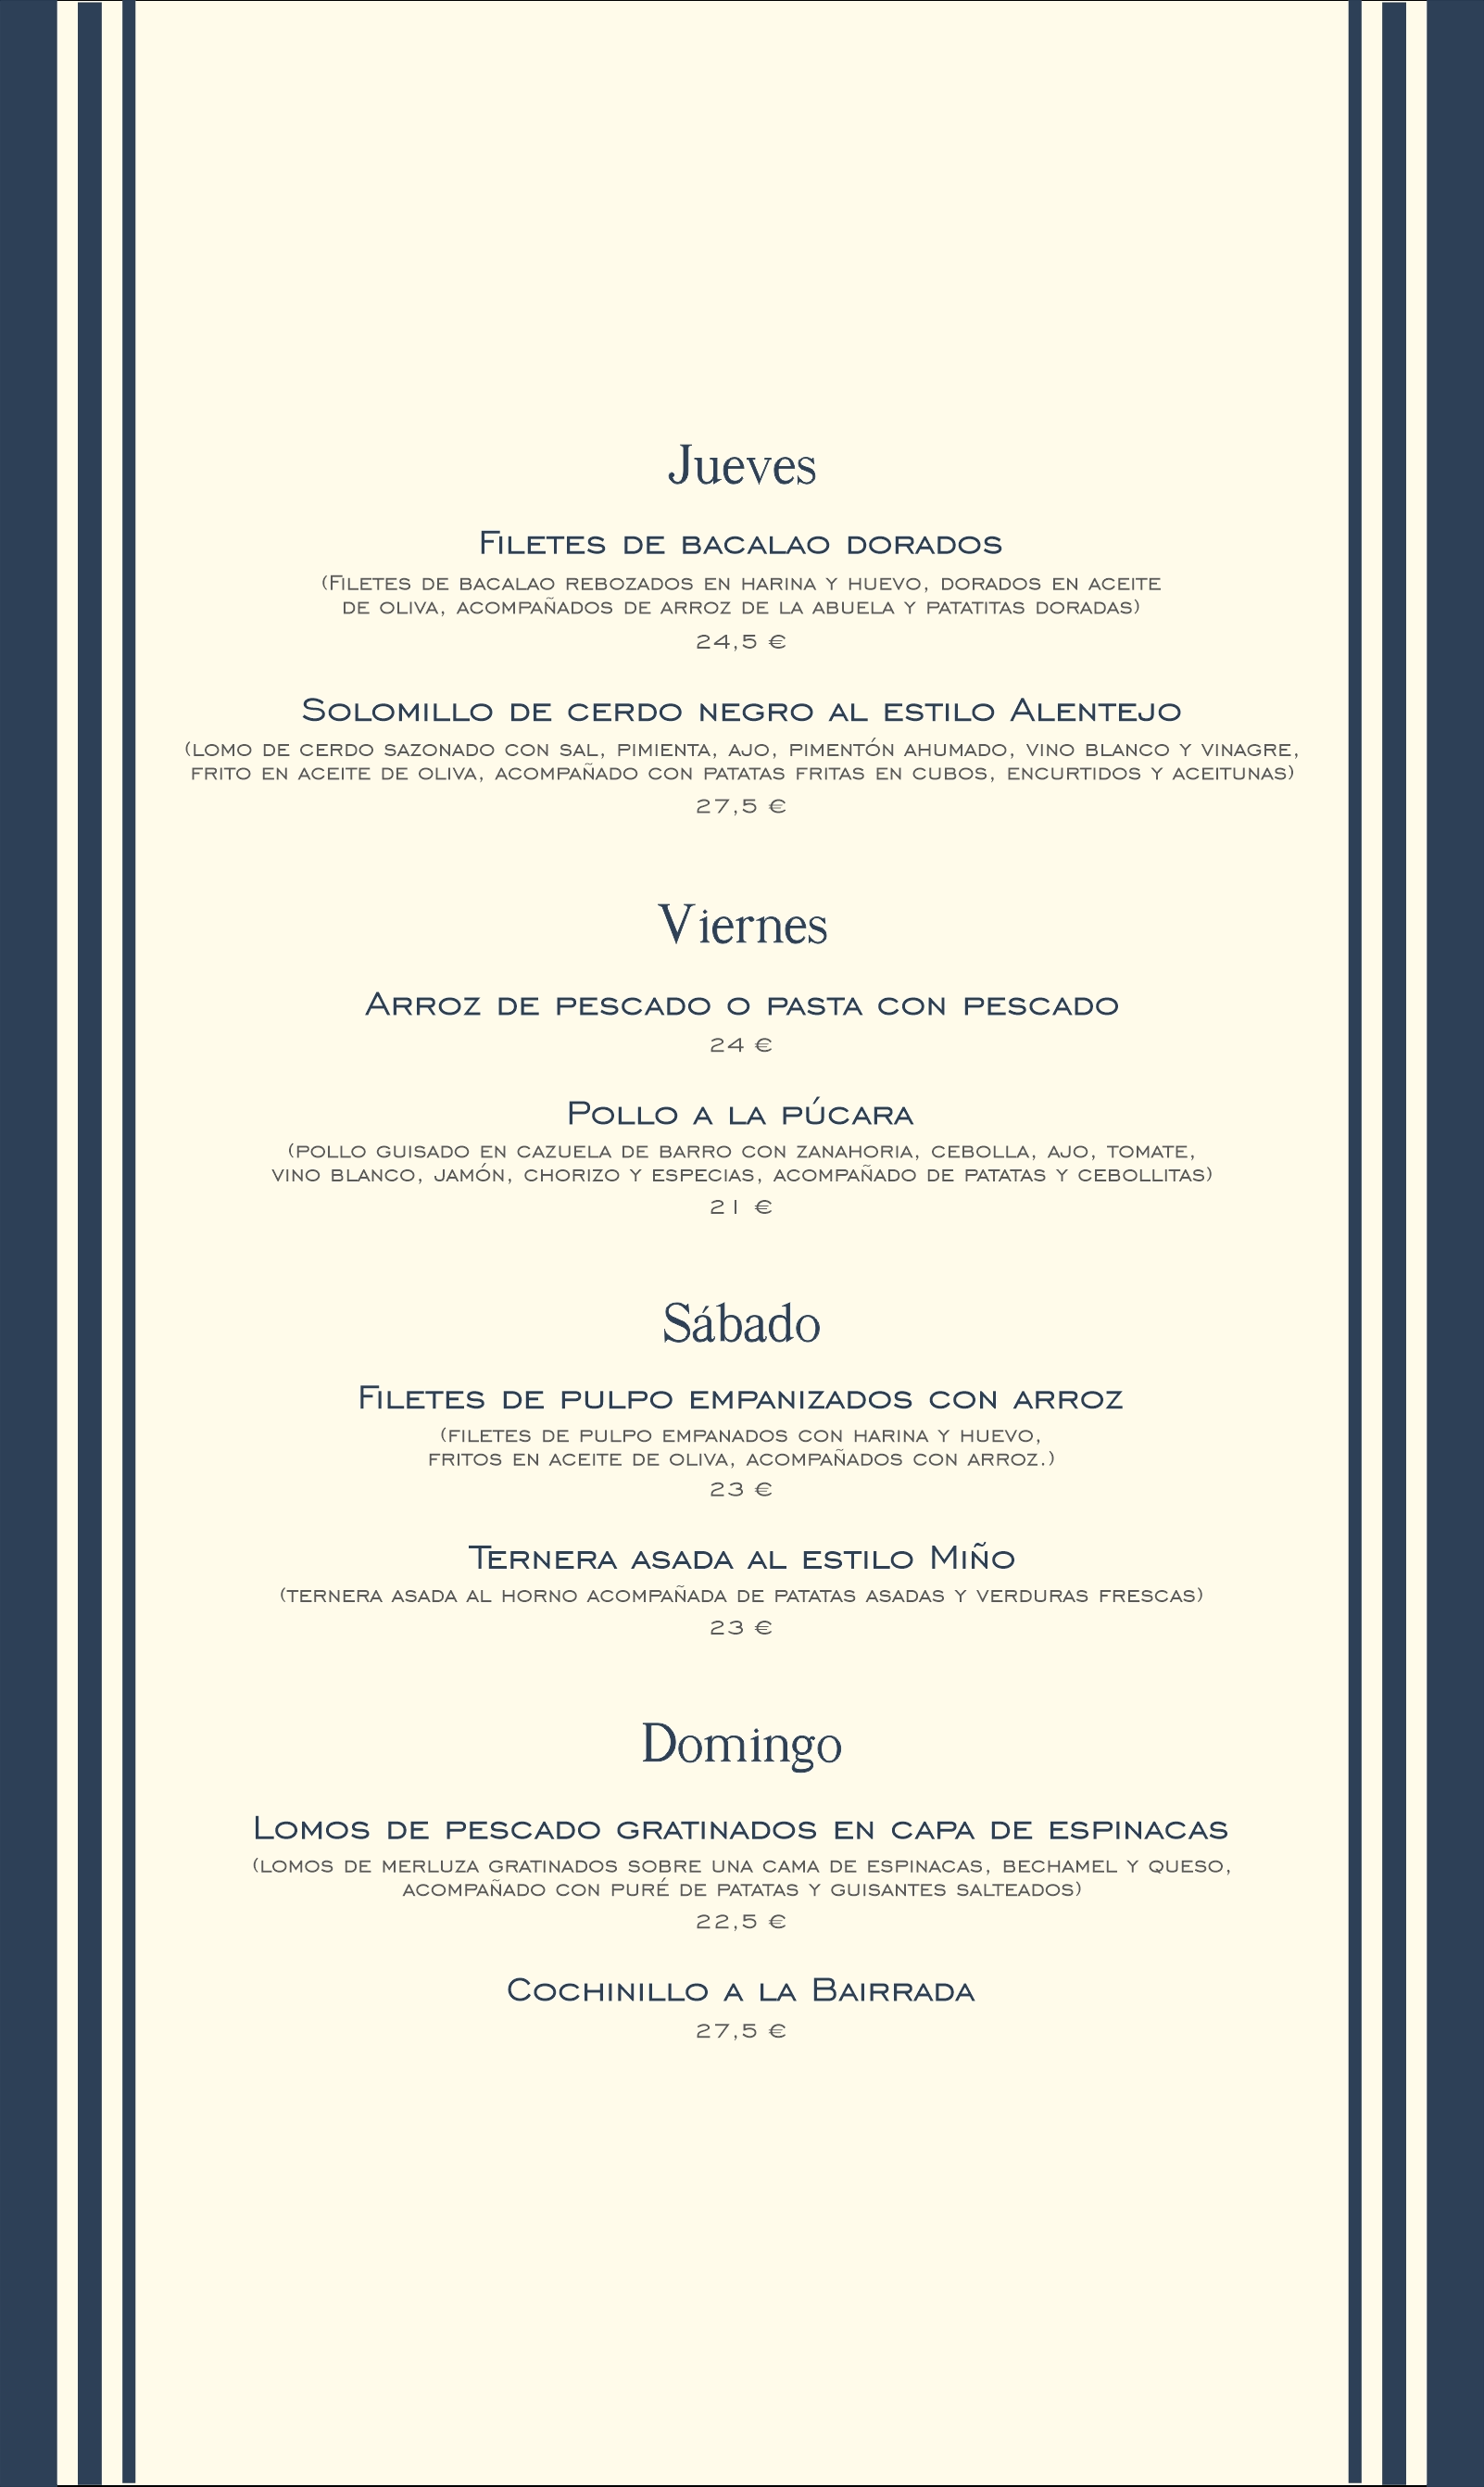 Jueves
Filetes de bacalao dorados
(Filetes de bacalao rebozados en harina y huevo, dorados en aceite
de oliva, acompañados de arroz de la abuela y patatitas doradas)
24,5 €
Solomillo de cerdo negro al estilo Alentejo
(lomo de cerdo sazonado con sal, pimienta, ajo, pimentón ahumado, vino blanco y vinagre,
frito en aceite de oliva, acompañado con patatas fritas en cubos, encurtidos y aceitunas)
27,5 €
Viernes
Arroz de pescado o pasta con pescado
24 €
Pollo a la púcara
(pollo guisado en cazuela de barro con zanahoria, cebolla, ajo, tomate,
vino blanco, jamón, chorizo y especias, acompañado de patatas y cebollitas)
21 €
Sábado
Filetes de pulpo empanizados con arroz
(filetes de pulpo empanados con harina y huevo,
fritos en aceite de oliva, acompañados con arroz.)
23 €
Ternera asada al estilo Miño
(ternera asada al horno acompañada de patatas asadas y verduras frescas)
23 €
Domingo
Lomos de pescado gratinados en capa de espinacas
(lomos de merluza gratinados sobre una cama de espinacas, bechamel y queso,
acompañado con puré de patatas y guisantes salteados)
22,5 €
Cochinillo a la Bairrada
27,5 €